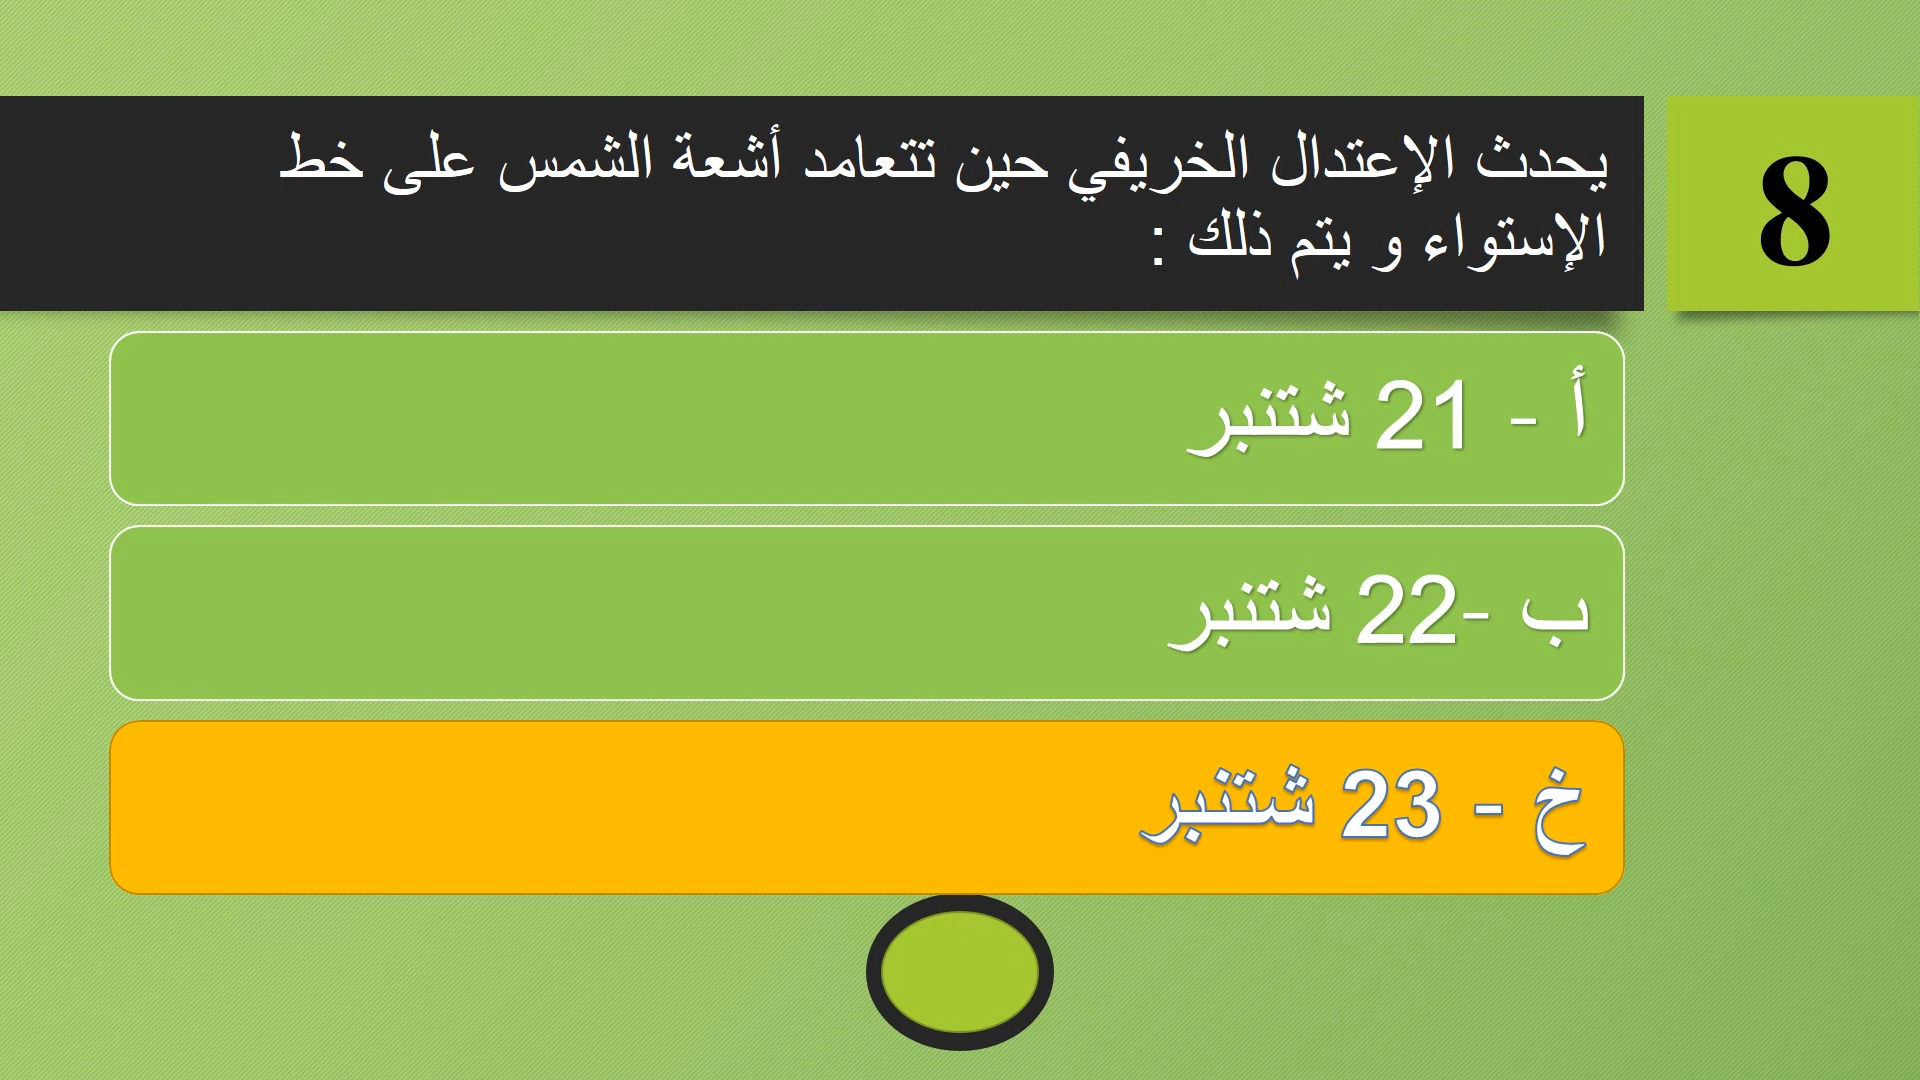 8
يحدث الإعتدال الخريفي حين تتعامد أشعة الشمس على خط
الإستواء و يتم ذلك :
أ - 21 شتنبر
ب -22 شتنبر
خ - 23 شتنبر